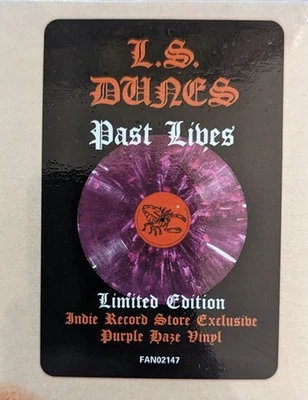 L.S.
DUNES
Past Lives
Limited Edition
Indie Record Store Exclusive
Purple Haze Vinyl
FAN02147